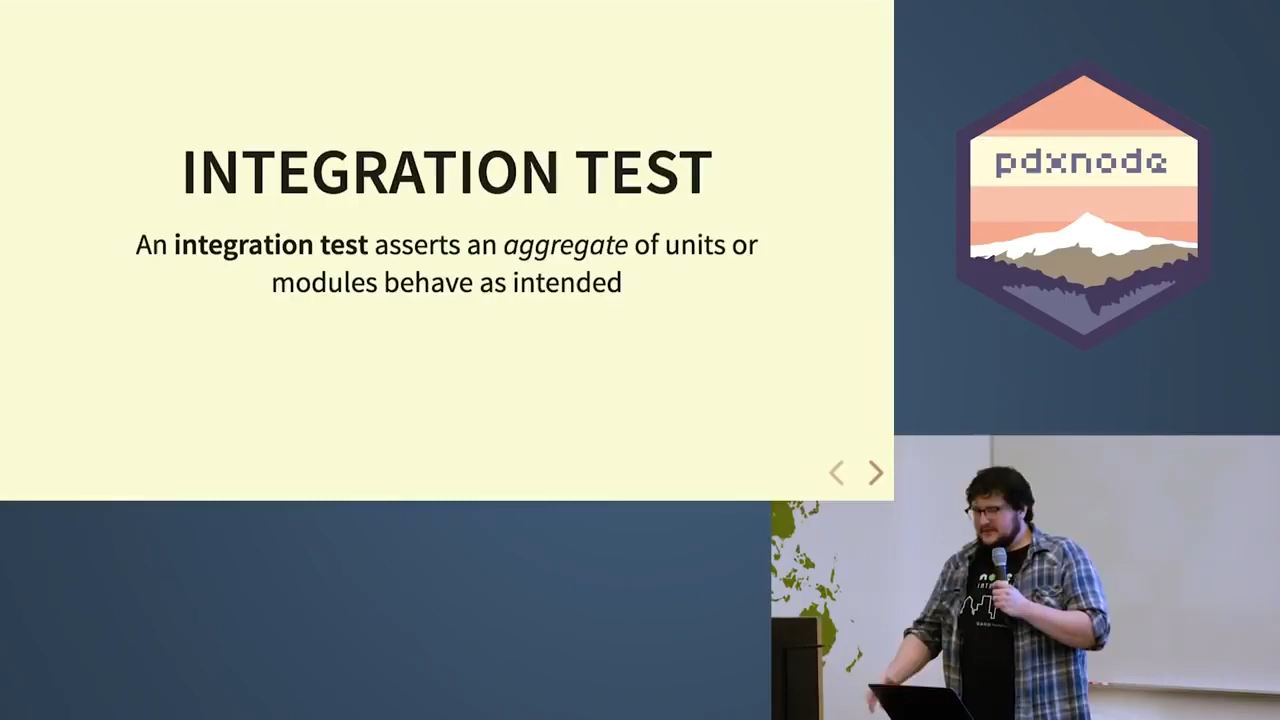 INTEGRATION TEST
An integration test asserts an aggregate of units or
modules behave as intended
pdxnode